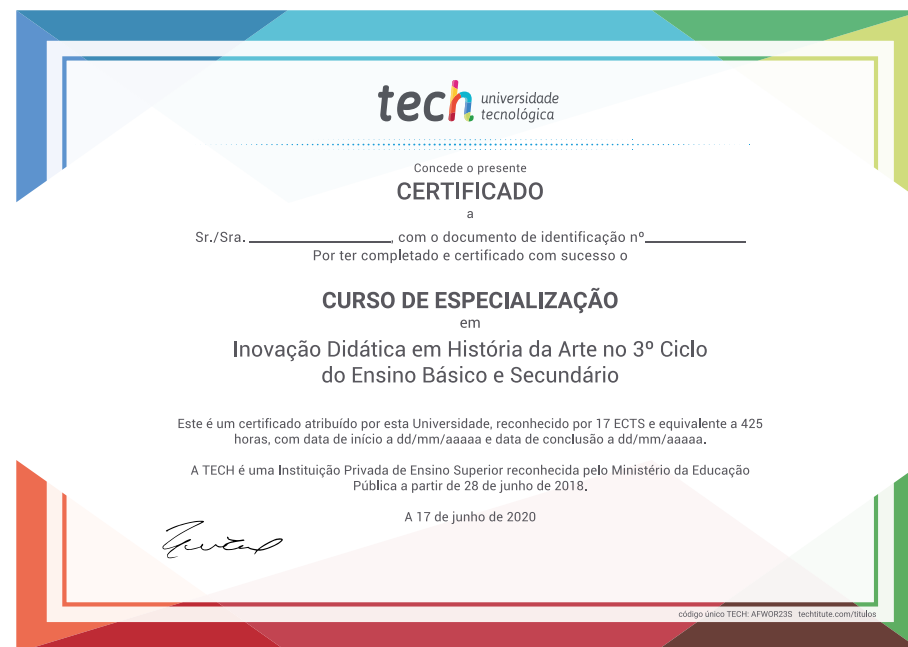 tech universidade
tecnológica
Concede o presente
CERTIFICADO
a
Sr./Sra. ____________________, com o documento de identificação nº______________
Por ter completado e certificado com sucesso o
CURSO DE ESPECIALIZAÇÃO
em
Inovação Didática em História da Arte no 3º Ciclo
do Ensino Básico e Secundário
Este é um certificado atribuído por esta Universidade, reconhecido por 17 ECTS e equivalente a 425
horas, com data de início a dd/mm/aaaaa e data de conclusão a dd/mm/aaaaa.
A TECH é uma Instituição Privada de Ensino Superior reconhecida pelo Ministério da Educação
Pública a partir de 28 de junho de 2018.
A 17 de junho de 2020
código único TECH: AFWOR23S techtitute.com/titulos